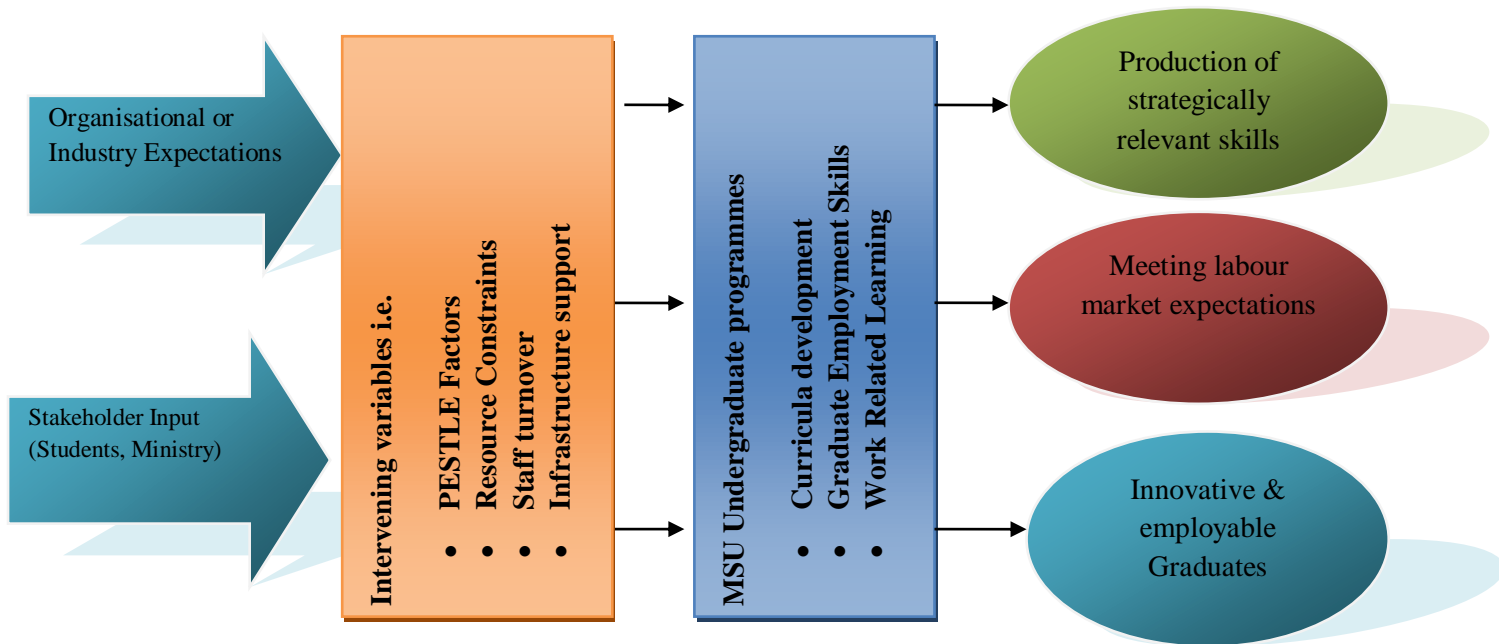 Organisational or
Industry Expectations
Stakeholder Input
(Students, Ministry)
Intervening variables i.e.
• PESTLE Factors
• Resource Constraints
• Staff turnover
• Infrastructure support
MSU Undergraduate programmes
• Curricula development
• Graduate Employment Skills
• Work Related Learning
Production of
strategically
relevant skills
Meeting labour
market expectations
Innovative &
employable
Graduates